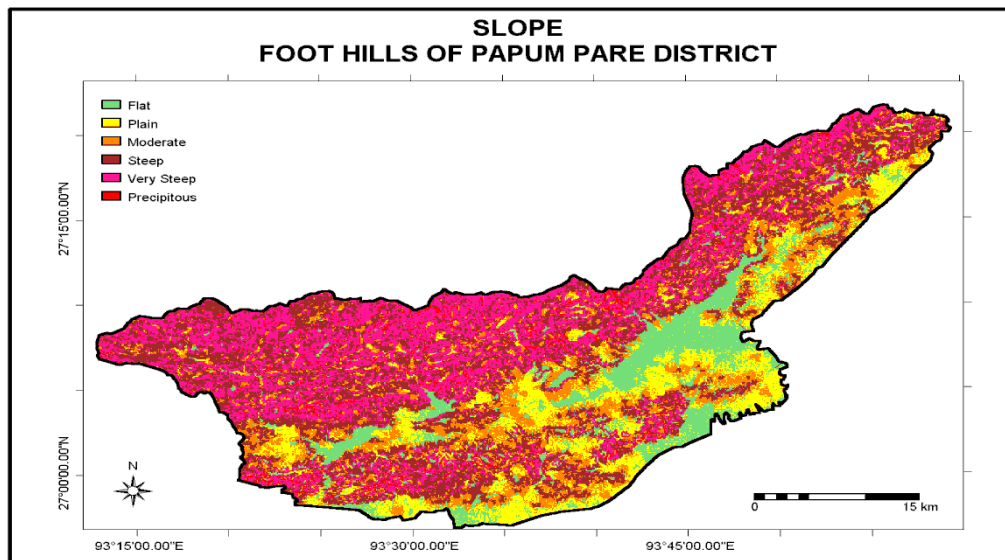 SLOPE
FOOT HILLS OF PAPUM PARE DISTRICT
Flat
Plain
Moderate
Steep
Very Steep
Precipitous
27°15'00.00"N
27°00'00.00"N
N
0 15 km
93°15'00.00"E 93°30'00.00"E 93°45'00.00"E